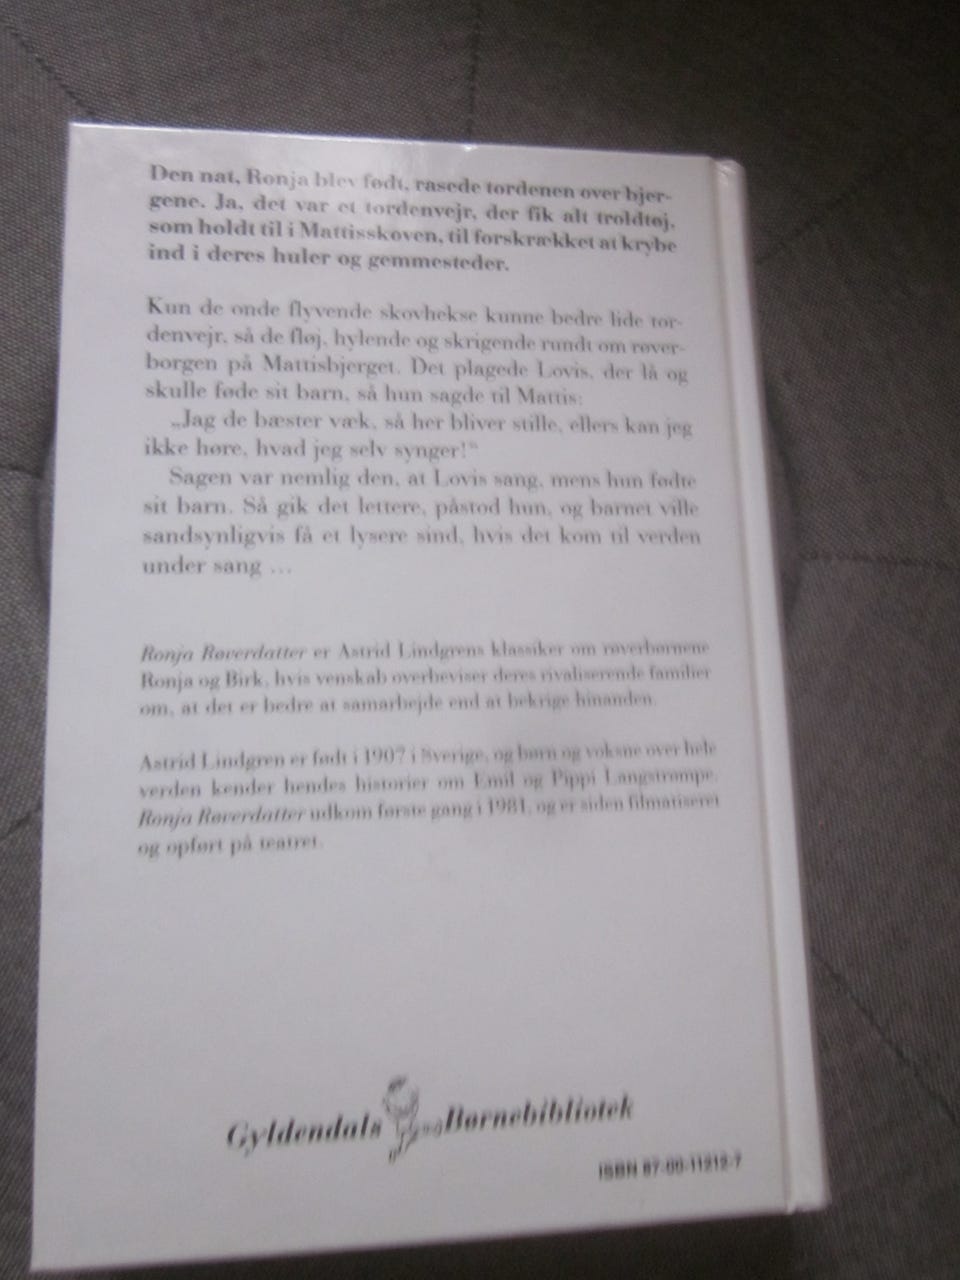 Den nat, Ronja blev født, rasede tordenen over bjer-
gene. Ja, det var et tordenvejr, der fik alt troldtøj,
som holdt til i Mattisskoven, til forskrækket at krybe
ind i deres huler og gemmesteder.
Kun de onde flyvende skovhekse kunne bedre lide tor-
denvejr, så de fløj, hylende og skrigende rundt om røver-
borgen på Mattisbjerget. Det plagede Lovis, der lå og
skulle føde sit barn, så hun sagde til Mattis:
„Jag de bæster væk, så her bliver stille, ellers kan jeg
ikke høre, hvad jeg selv synger!“
Sagen var nemlig den, at Lovis sang, mens hun fødte
sit barn. Så gik det lettere, påstod hun, og barnet ville
sandsynligvis få et lysere sind, hvis det kom til verden
under sang ...
Ronja Røverdatter er Astrid Lindgrens klassiker om røverbørnene
Ronja og Birk, hvis venskab overbeviser deres rivaliserende familier
om, at det er bedre at samarbejde end at bekrige hinanden.
Astrid Lindgren er født i 1907 i Sverige, og børn og voksne over hele
verden kender hendes historier om Emil og Pippi Langstrømpe.
Ronja Røverdatter udkom første gang i 1981, og er siden filmatiseret
og opført på teatret.
Gyldendals Børnebibliotek
ISBN 87-00-11212-7